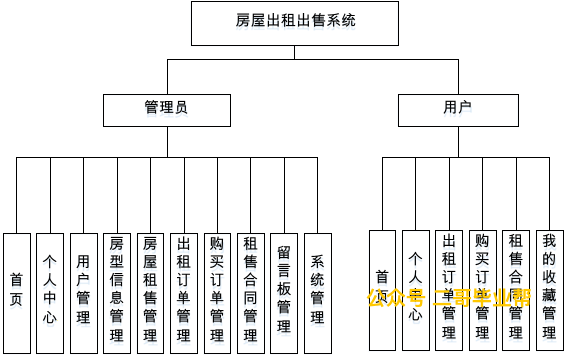 房屋出租出售系统
管理员
用户
首页
个人中心
用户管理
房型信息管理
房屋租售管理
出租订单管理
购买订单管理
租售合同管理
留言板管理
系统管理
首页
个人中心
出租订单管理
购买订单管理
租售合同管理
我的收藏管理
公众号 二哥毕业帮